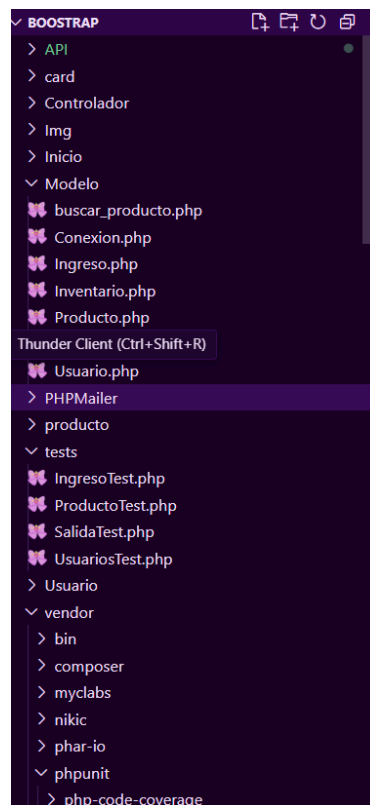 BOOSTRAP
API
card
Controlador
Img
Inicio
Modelo
buscar_producto.php
Conexion.php
Ingreso.php
Inventario.php
Producto.php
Thunder Client (Ctrl+Shift+R)
Usuario.php
PHPMailer
producto
tests
IngresoTest.php
ProductoTest.php
SalidaTest.php
UsuariosTest.php
Usuario
vendor
bin
composer
myclabs
nikic
phar-io
phpunit
php-code-coverage